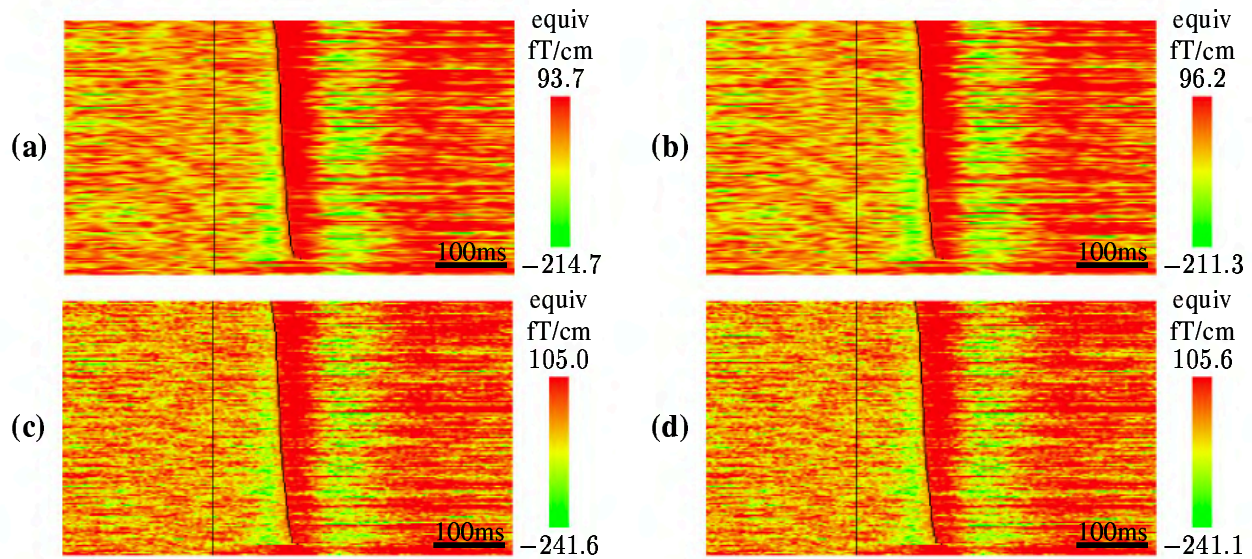 equiv
fT/cm
93.7
(a)
100ms
−214.7
equiv
fT/cm
96.2
(b)
100ms
−211.3
equiv
fT/cm
105.0
(c)
100ms
−241.6
equiv
fT/cm
105.6
(d)
100ms
−241.1